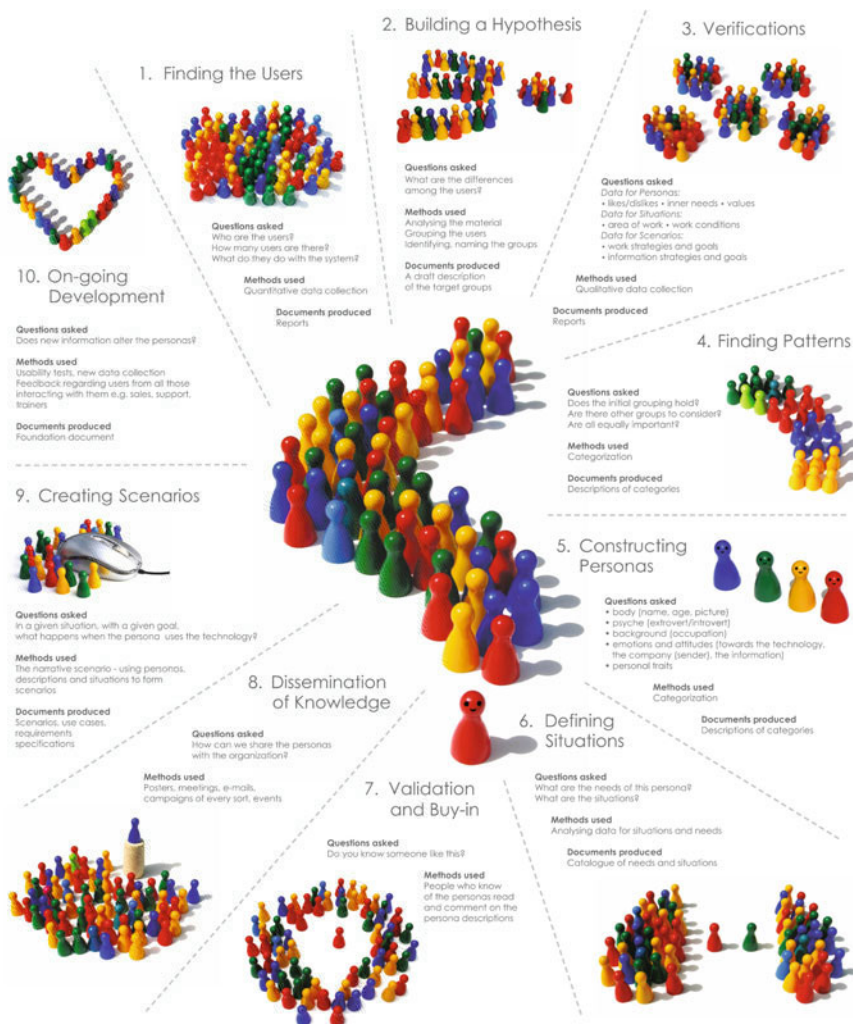 1. Finding the Users
Questions asked
Who are the users?
How many users are there?
What do they do with the system?
Methods used
Quantitative data collection
Documents produced
Reports
2. Building a Hypothesis
Questions asked
What are the differences
among the users?
Methods used
Analysing the material
Grouping the users
Identifying, naming the groups
Documents produced
A draft description
of the target groups
3. Verifications
Questions asked
Data for Personas:
• likes/dislikes • inner needs • values
Data for Situations:
• area of work • work conditions
Data for Scenarios:
• work strategies and goals
• information strategies and goals
Methods used
Qualitative data collection
Documents produced
Reports
4. Finding Patterns
Questions asked
Does the initial grouping hold?
Are there other groups to consider?
Are all equally important?
Methods used
Categorization
Documents produced
Descriptions of categories
5. Constructing
Personas
Questions asked
• body (name, age, picture)
• psyche (extrovert/introvert)
• background (occupation)
• emotions and attitudes (towards the technology,
the company (sender), the information)
• personal traits
Methods used
Categorization
Documents produced
Descriptions of categories
6. Defining
Situations
Questions asked
What are the needs of this persona?
What are the situations?
Methods used
Analysing data for situations and needs
Documents produced
Catalogue of needs and situations
7. Validation
and Buy-in
Questions asked
Do you know someone like this?
Methods used
People who know
of the personas read
and comment on the
persona descriptions
8. Dissemination
of Knowledge
Questions asked
How can we share the personas
with the organization?
Methods used
Posters, meetings, e-mails,
campaigns of every sort, events
9. Creating Scenarios
Questions asked
In a given situation, with a given goal,
what happens when the persona uses the technology?
Methods used
The narrative scenario - using personas,
descriptions and situations to form
scenarios
Documents produced
Scenarios, use cases,
requirements
specifications
10. On-going
Development
Questions asked
Does new information alter the personas?
Methods used
Usability tests, new data collection
Feedback regarding users from all those
interacting with them e.g. sales, support,
trainers
Documents produced
Foundation document